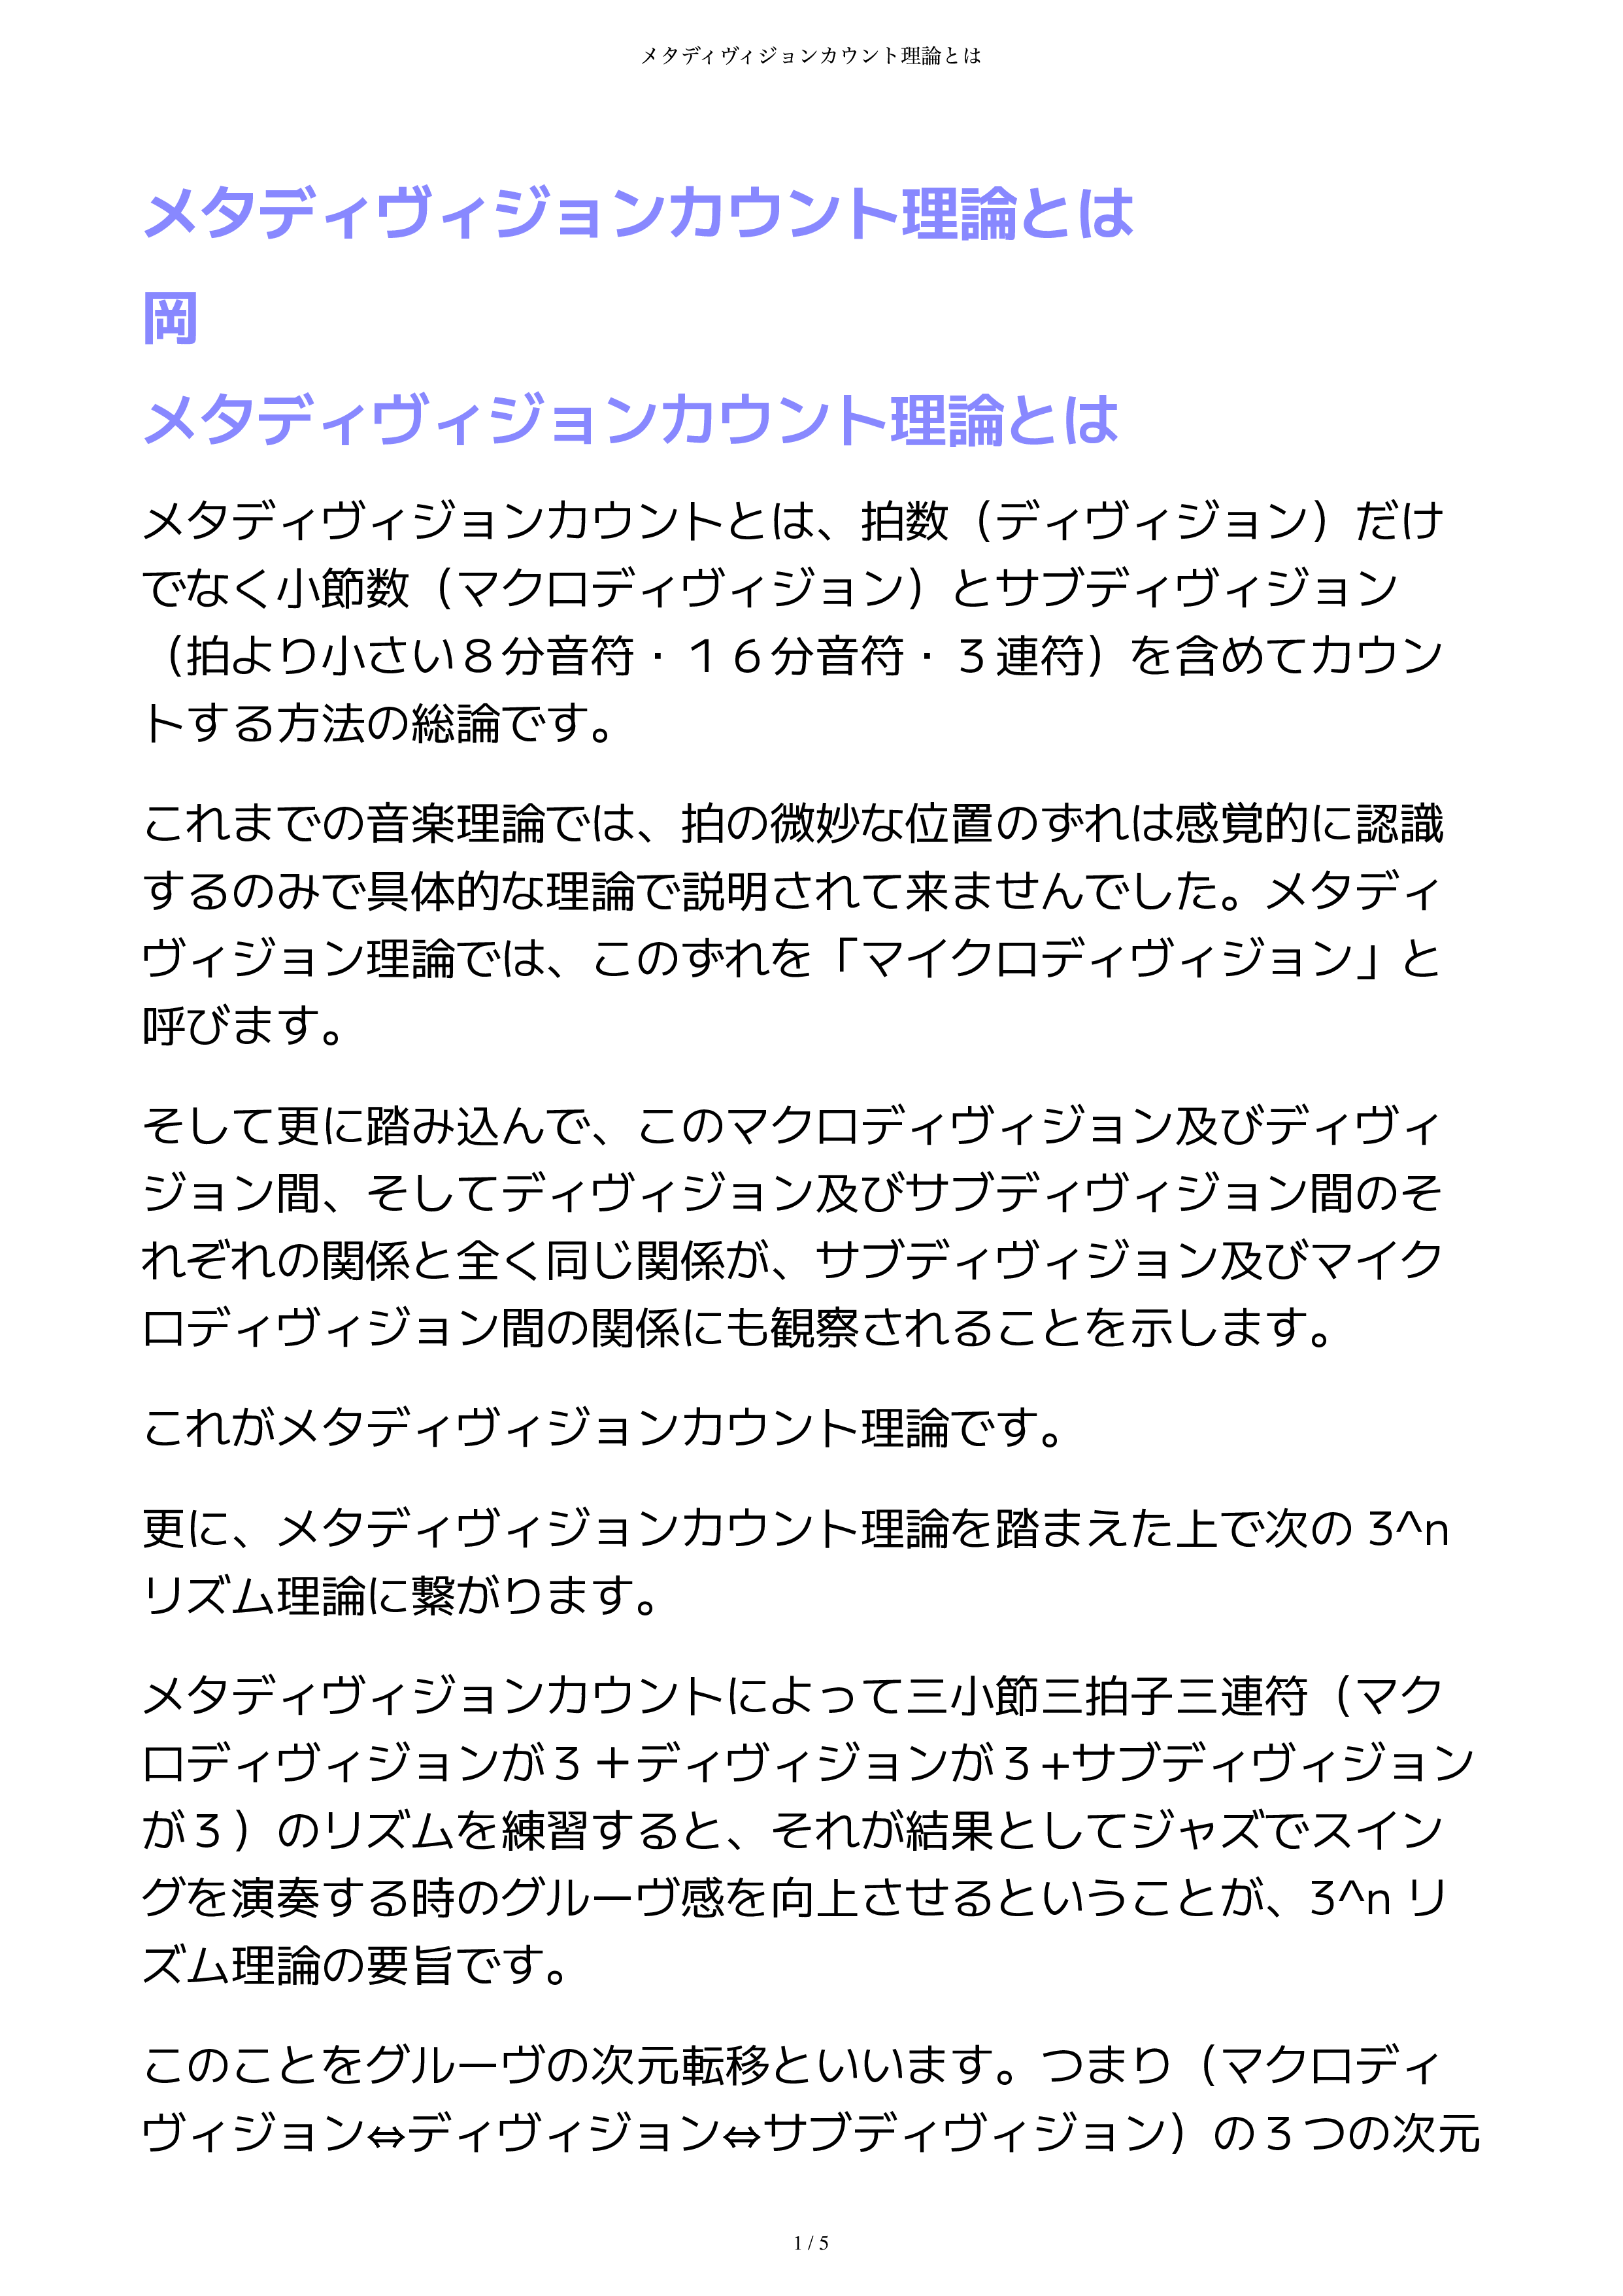 メタディヴィジョンカウント理論とは
メタディヴィジョンカウント理論とは
岡
メタディヴィジョンカウント理論とは
メタディヴィジョンカウントとは、拍数（ディヴィジョン）だけ
でなく小節数（マクロディヴィジョン）とサブディヴィジョン
（拍より小さい８分音符・１６分音符・３連符）を含めてカウン
トする方法の総論です。
これまでの音楽理論では、拍の微妙な位置のずれは感覚的に認識
するのみで具体的な理論で説明されて来ませんでした。メタディ
ヴィジョン理論では、このずれを「マイクロディヴィジョン」と
呼びます。
そして更に踏み込んで、このマクロディヴィジョン及びディヴィ
ジョン間、そしてディヴィジョン及びサブディヴィジョン間のそ
れぞれの関係と全く同じ関係が、サブディヴィジョン及びマイク
ロディヴィジョン間の関係にも観察されることを示します。
これがメタディヴィジョンカウント理論です。
更に、メタディヴィジョンカウント理論を踏まえた上で次の 3^n
リズム理論に繋がります。
メタディヴィジョンカウントによって三小節三拍子三連符（マク
ロディヴィジョンが３＋ディヴィジョンが３+サブディヴィジョン
が３）のリズムを練習すると、それが結果としてジャズでスイン
グを演奏する時のグルーヴ感を向上させるということが、3^n リ
ズム理論の要旨です。
このことをグルーヴの次元転移といいます。つまり（マクロディ
ヴィジョン⇔ディヴィジョン⇔サブディヴィジョン）の３つの次元
1 / 5